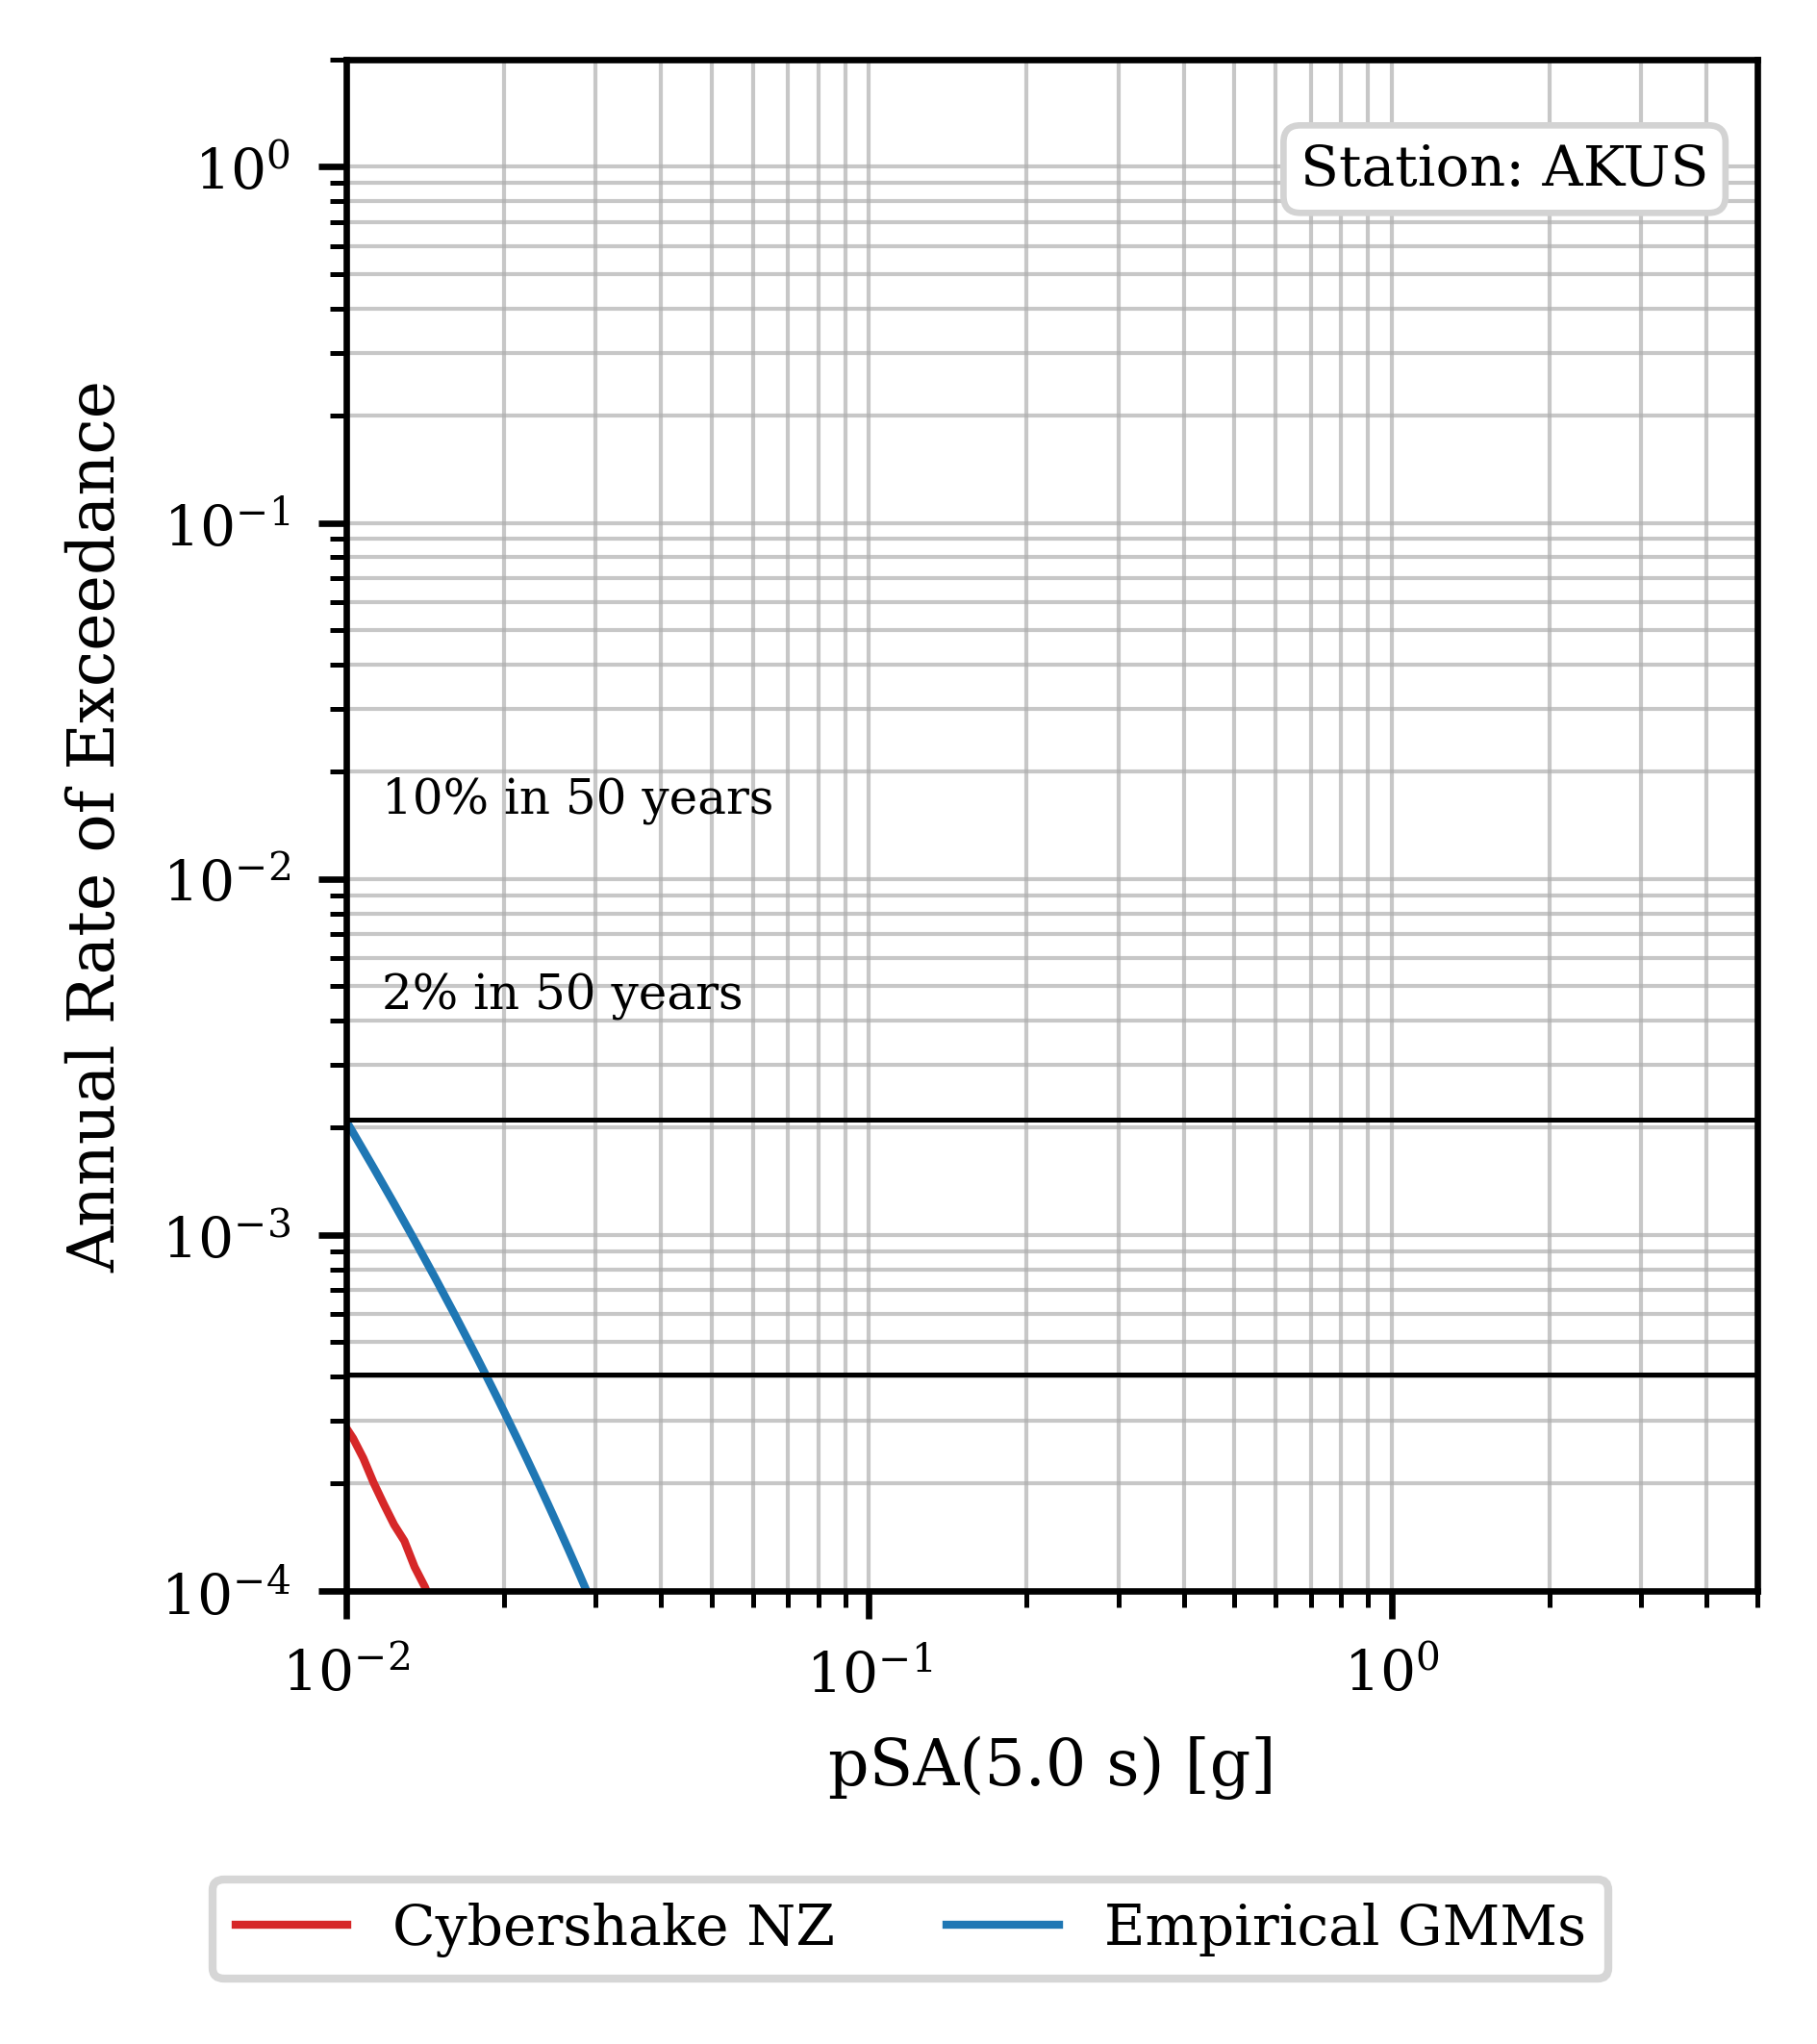 Station: AKUS
10⁰
10⁻¹
10⁻²
10⁻³
10⁻⁴
Annual Rate of Exceedance
10% in 50 years
2% in 50 years
10⁻² 10⁻¹ 10⁰
pSA(5.0 s) [g]
Cybershake NZ Empirical GMMs